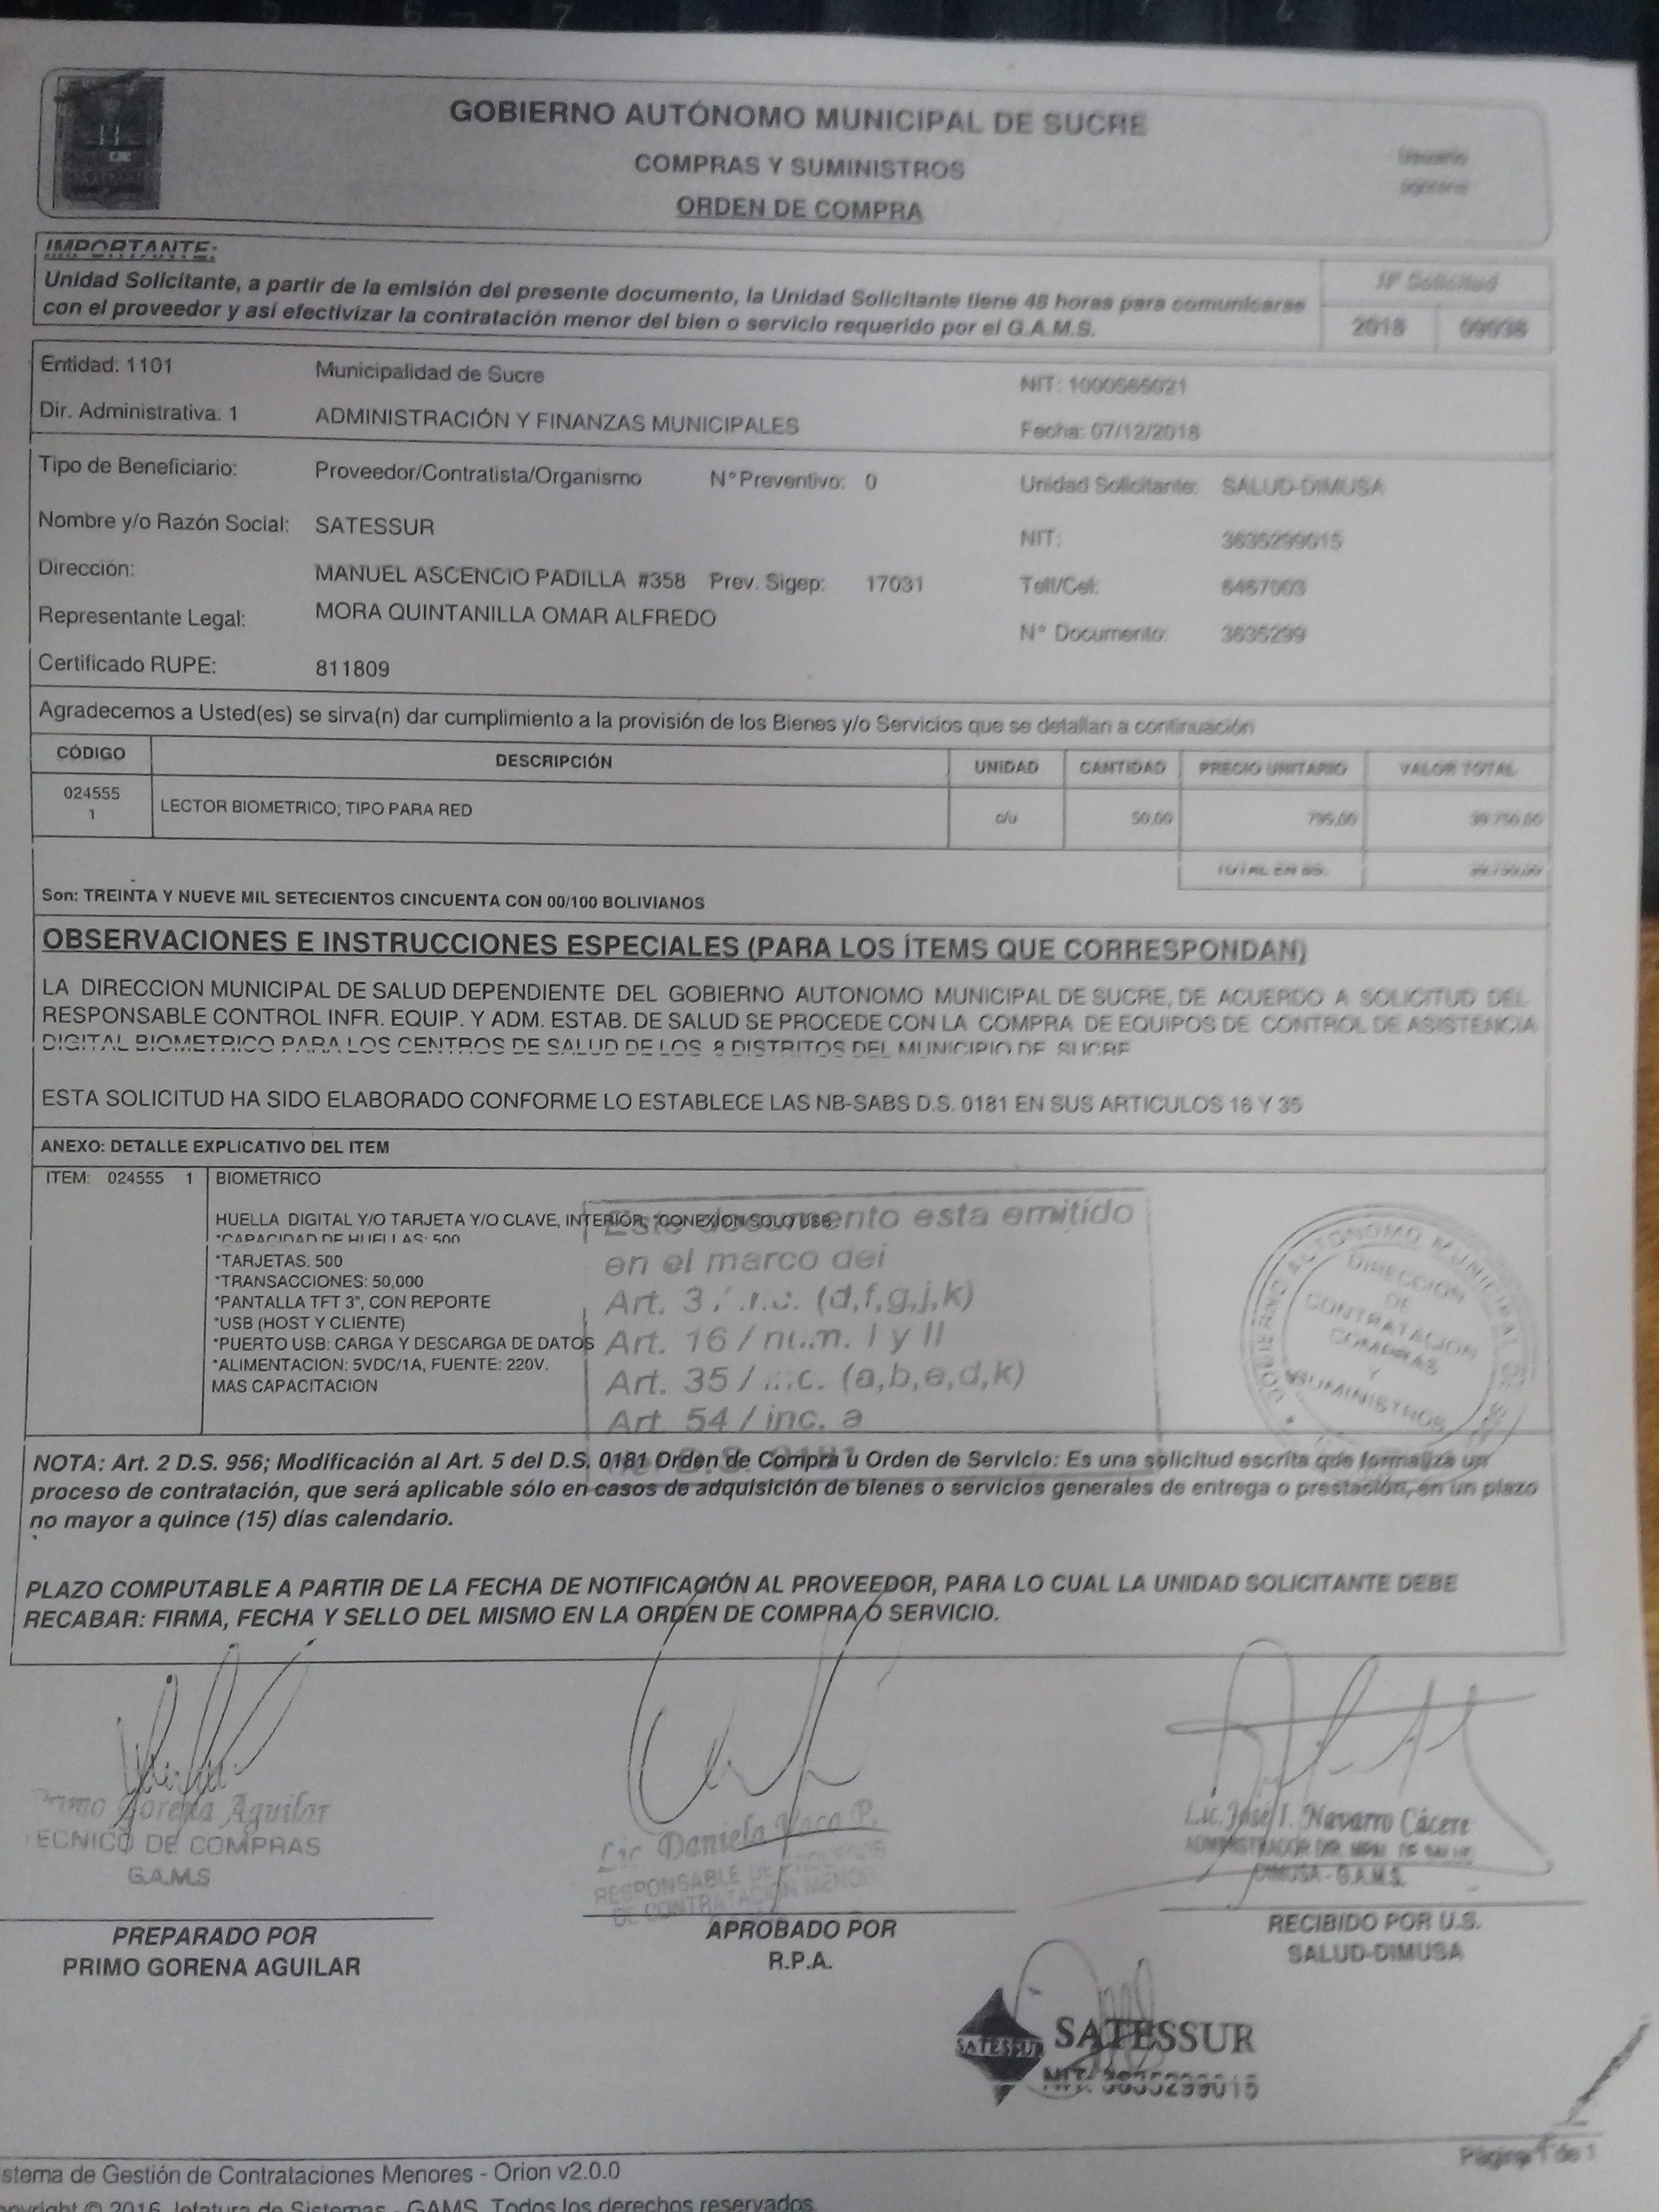 GOBIERNO AUTÓNOMO MUNICIPAL DE SUCRE
COMPRAS Y SUMINISTROS
ORDEN DE COMPRA
Usuario
pgorena
IMPORTANTE:
Unidad Solicitante, a partir de la emisión del presente documento, la Unidad Solicitante tiene 48 horas para comunicarse
con el proveedor y así efectivizar la contratación menor del bien o servicio requerido por el G.A.M.S.
Nº Solicitud
2018
Entidad: 1101 Municipalidad de Sucre NIT: 1000565021
Dir. Administrativa: 1 ADMINISTRACIÓN Y FINANZAS MUNICIPALES Fecha: 07/12/2018
Tipo de Beneficiario: Proveedor/Contratista/Organismo N°Preventivo: 0 Unidad Solicitante: SALUD-DIMUSA
Nombre y/o Razón Social: SATESSUR NIT: 3635299015
Dirección: MANUEL ASCENCIO PADILLA #358 Prev. Sigep: 17031 Telf/Cel: 6467003
Representante Legal: MORA QUINTANILLA OMAR ALFREDO N° Documento: 3635299
Certificado RUPE: 811809
Agradecemos a Usted(es) se sirva(n) dar cumplimiento a la provisión de los Bienes y/o Servicios que se detallan a continuación
CÓDIGO DESCRIPCIÓN UNIDAD CANTIDAD PRECIO UNITARIO VALOR TOTAL
024555 1 LECTOR BIOMETRICO; TIPO PARA RED c/u 50,00 795,00 39.750,00
TOTAL EN BS. 39.750,00
Son: TREINTA Y NUEVE MIL SETECIENTOS CINCUENTA CON 00/100 BOLIVIANOS
OBSERVACIONES E INSTRUCCIONES ESPECIALES (PARA LOS ÍTEMS QUE CORRESPONDAN)
LA DIRECCION MUNICIPAL DE SALUD DEPENDIENTE DEL GOBIERNO AUTONOMO MUNICIPAL DE SUCRE, DE ACUERDO A SOLICITUD DEL
RESPONSABLE CONTROL INFR. EQUIP. Y ADM. ESTAB. DE SALUD SE PROCEDE CON LA COMPRA DE EQUIPOS DE CONTROL DE ASISTENCIA
DIGITAL BIOMETRICO PARA LOS CENTROS DE SALUD DE LOS 8 DISTRITOS DEL MUNICIPIO DE SUCRE
ESTA SOLICITUD HA SIDO ELABORADO CONFORME LO ESTABLECE LAS NB-SABS D.S. 0181 EN SUS ARTICULOS 16 Y 35
ANEXO: DETALLE EXPLICATIVO DEL ITEM
ITEM: 024555 1 BIOMETRICO
HUELLA DIGITAL Y/O TARJETA Y/O CLAVE, INTERIOR *CONEXION SOLO USB
*CAPACIDAD DE HUELLAS: 500
*TARJETAS: 500
*TRANSACCIONES: 50,000
*PANTALLA TFT 3", CON REPORTE
*USB (HOST Y CLIENTE)
*PUERTO USB: CARGA Y DESCARGA DE DATOS
*ALIMENTACION: 5VDC/1A, FUENTE: 220V.
MAS CAPACITACION
Este documento esta emitido
en el marco del
Art. 3 / inc. (d,f,g,j,k)
Art. 16 / num. I y II
Art. 35 / inc. (a,b,e,d,k)
Art. 54 / inc. a
GOBIERNO AUTONOMO MUNICIPAL
DIRECCION
DE
CONTRATACION
COMPRAS
Y
SUMINISTROS
NOTA: Art. 2 D.S. 956; Modificación al Art. 5 del D.S. 0181 Orden de Compra u Orden de Servicio: Es una solicitud escrita que formaliza un
proceso de contratación, que será aplicable sólo en casos de adquisición de bienes o servicios generales de entrega o prestación, en un plazo
no mayor a quince (15) días calendario.
PLAZO COMPUTABLE A PARTIR DE LA FECHA DE NOTIFICACIÓN AL PROVEEDOR, PARA LO CUAL LA UNIDAD SOLICITANTE DEBE
RECABAR: FIRMA, FECHA Y SELLO DEL MISMO EN LA ORDEN DE COMPRA O SERVICIO.
Primo Gorena Aguilar
TECNICO DE COMPRAS
G.A.M.S
PREPARADO POR
PRIMO GORENA AGUILAR
Lic. Daniela
RESPONSABLE DE PROCESOS
DE CONTRATACION MENOR
APROBADO POR
R.P.A.
Lic. José I. Navarro Cácere
DIMUSA - G.A.M.S.
RECIBIDO POR U.S.
SALUD-DIMUSA
SATESSUR
SATESSUR
NIT: 3635299015
stema de Gestión de Contrataciones Menores - Orion v2.0.0
Página 1 de 1
opyright © 2016. Jefatura de Sistemas - GAMS. Todos los derechos reservados.